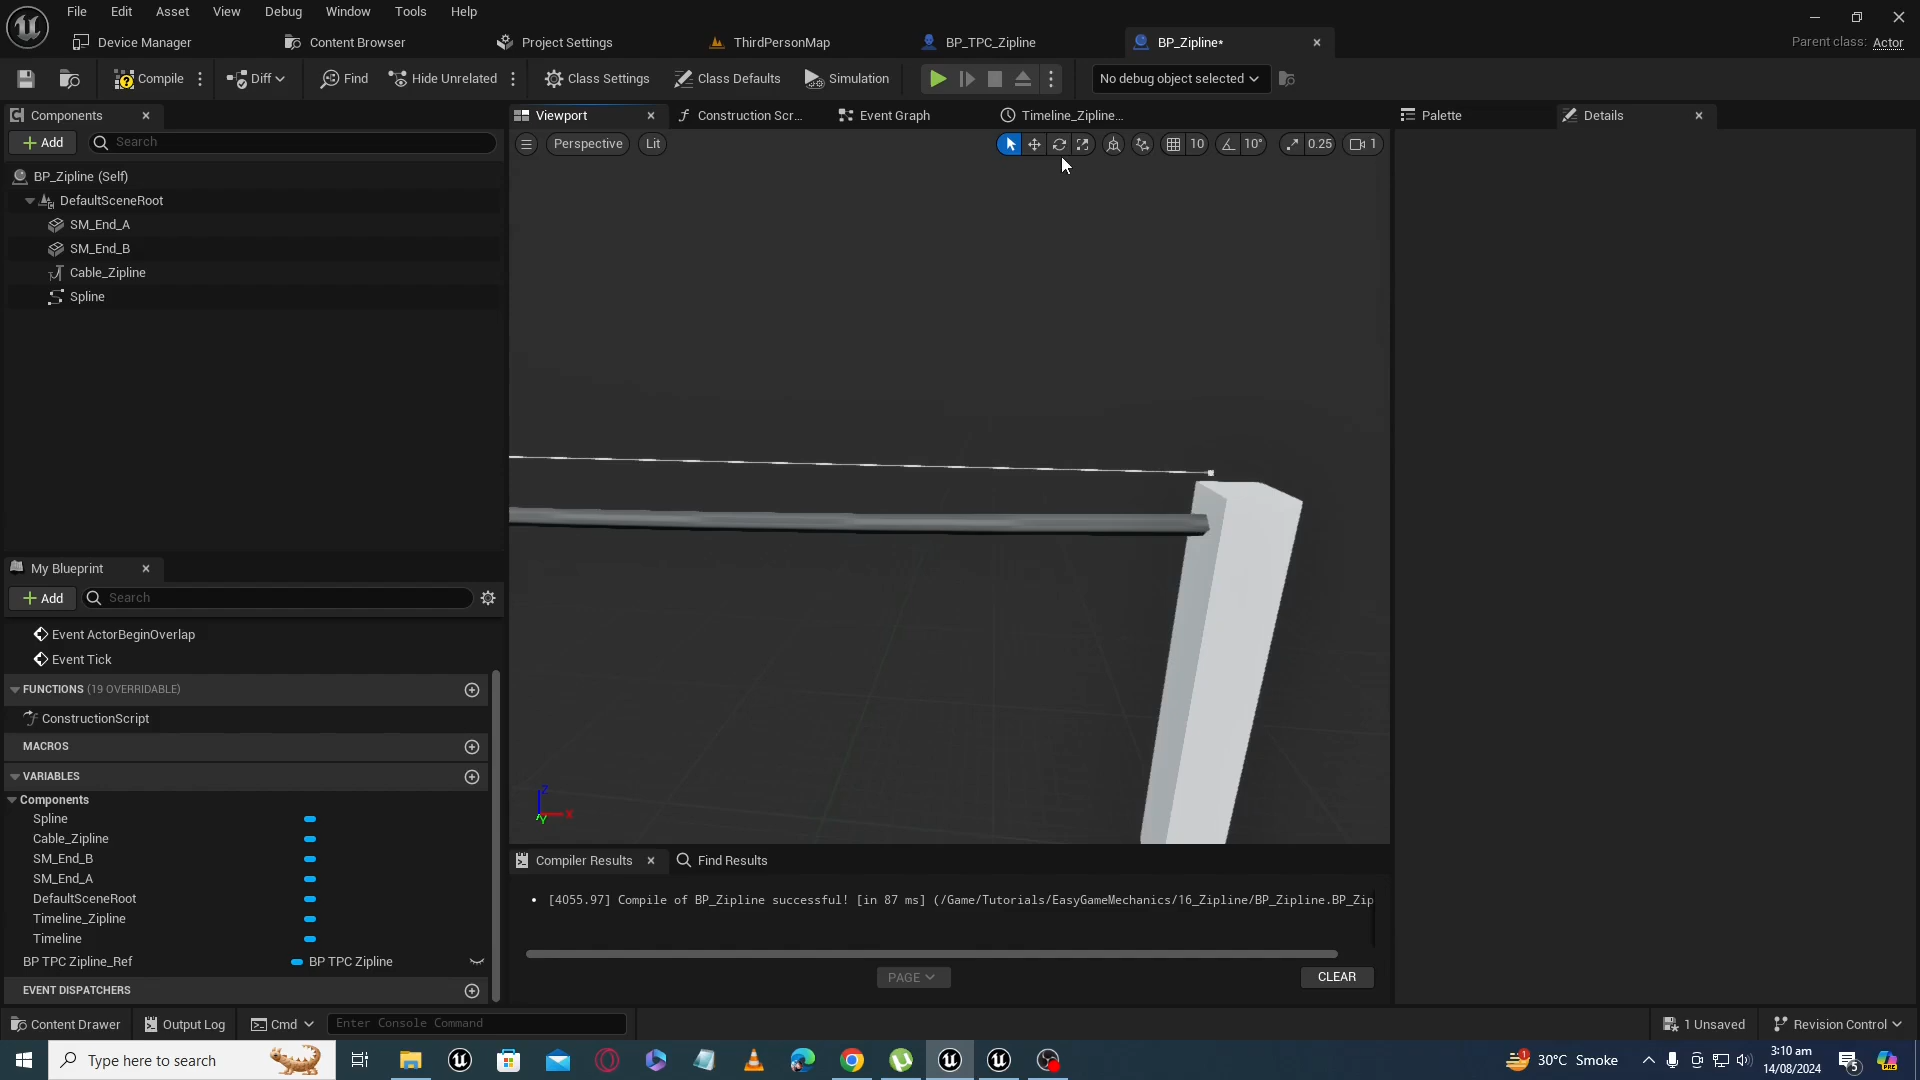 File Edit Asset View Debug Window Tools Help
Device Manager Content Browser Project Settings ThirdPersonMap BP_TPC_Zipline BP_Zipline* Parent class: Actor
Compile Diff Find Hide Unrelated Class Settings Class Defaults Simulation No debug object selected
Components
Add Search
BP_Zipline (Self)
DefaultSceneRoot
SM_End_A
SM_End_B
Cable_Zipline
Spline
My Blueprint
Add Search
Event ActorBeginOverlap
Event Tick
FUNCTIONS (19 OVERRIDABLE)
ConstructionScript
MACROS
VARIABLES
Components
Spline
Cable_Zipline
SM_End_B
SM_End_A
DefaultSceneRoot
Timeline_Zipline
Timeline
BP TPC Zipline_Ref BP TPC Zipline
EVENT DISPATCHERS
Viewport Construction Scr... Event Graph Timeline_Zipline...
Perspective Lit 10 10° 0.25 1
Z
X
Y
Compiler Results Find Results
[4055.97] Compile of BP_Zipline successful! [in 87 ms] (/Game/Tutorials/EasyGameMechanics/16_Zipline/BP_Zipline.BP_Zip
PAGE CLEAR
Palette Details
Content Drawer Output Log Cmd Enter Console Command 1 Unsaved Revision Control
Type here to search 1 30°C Smoke 3:10 am 5 PRE
14/08/2024